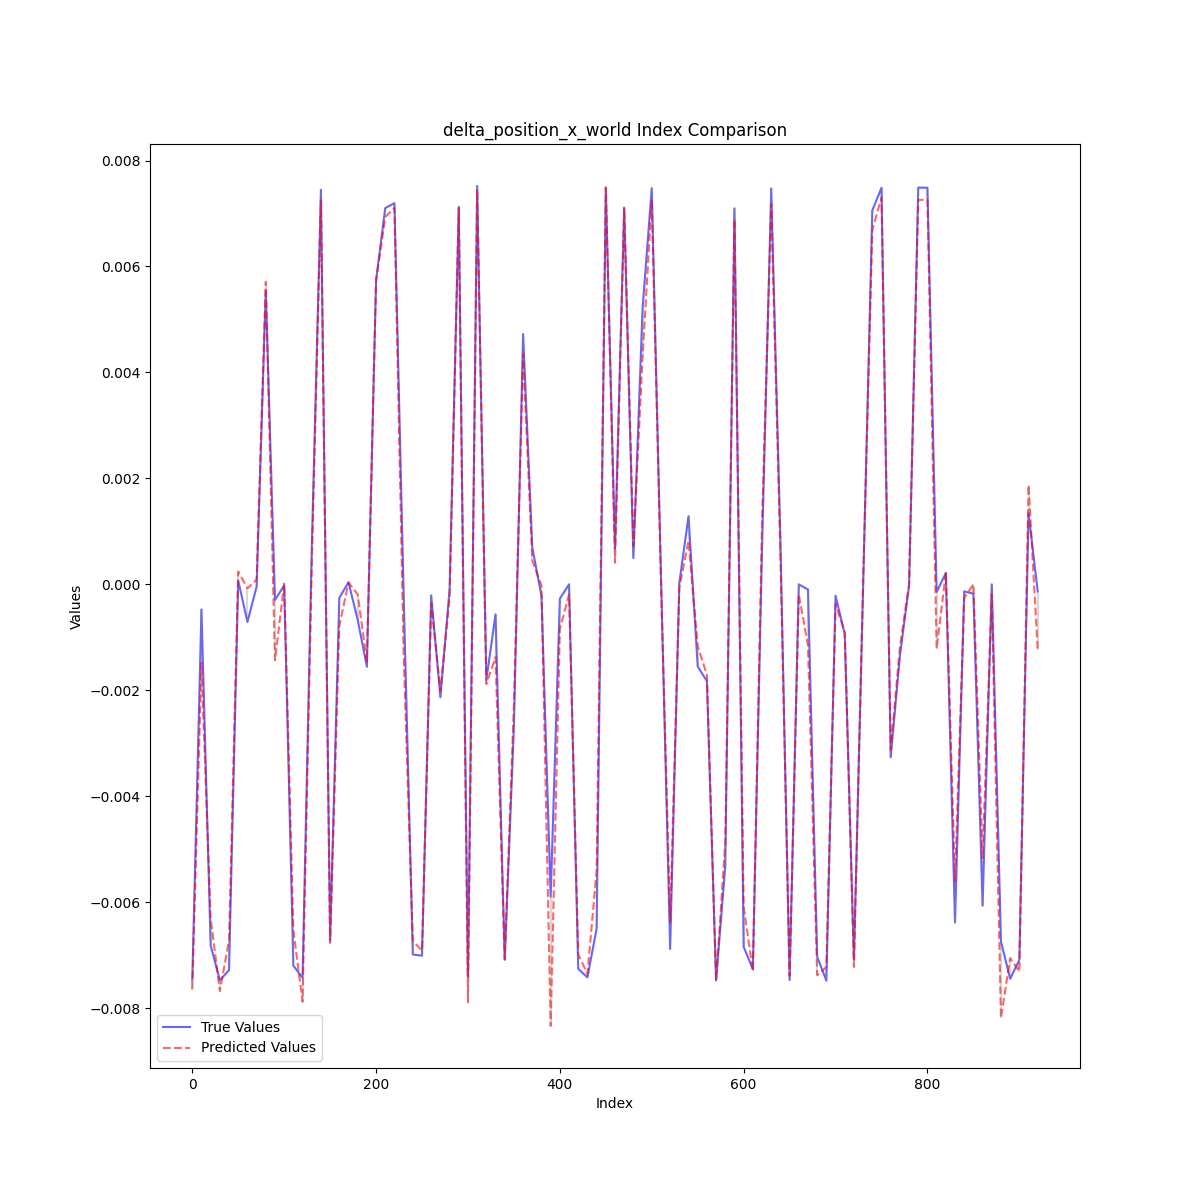 delta_position_x_world Index Comparison
0.008
0.006
0.004
0.002
0.000
−0.002
−0.004
−0.006
−0.008
Values
True Values
Predicted Values
0 200 400 600 800
Index